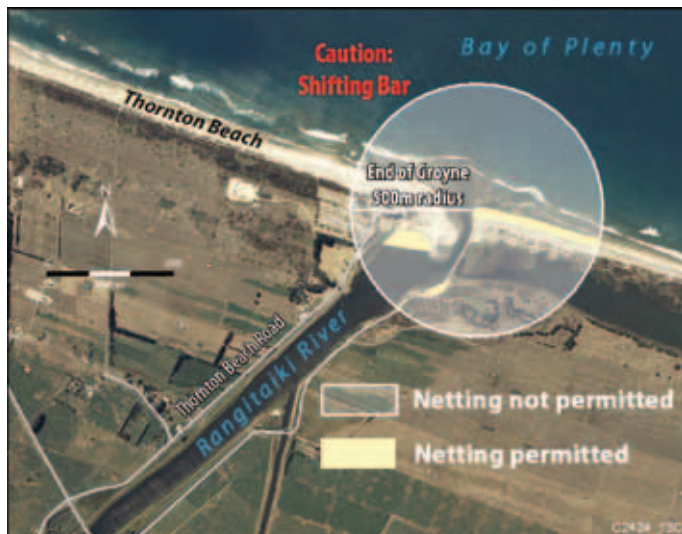 Caution:
Shifting Bar
Bay of Plenty
Thornton Beach
End of Groyne
500m radius
N
Thornton Beach Road
Rangitaiki River
Netting not permitted
Netting permitted